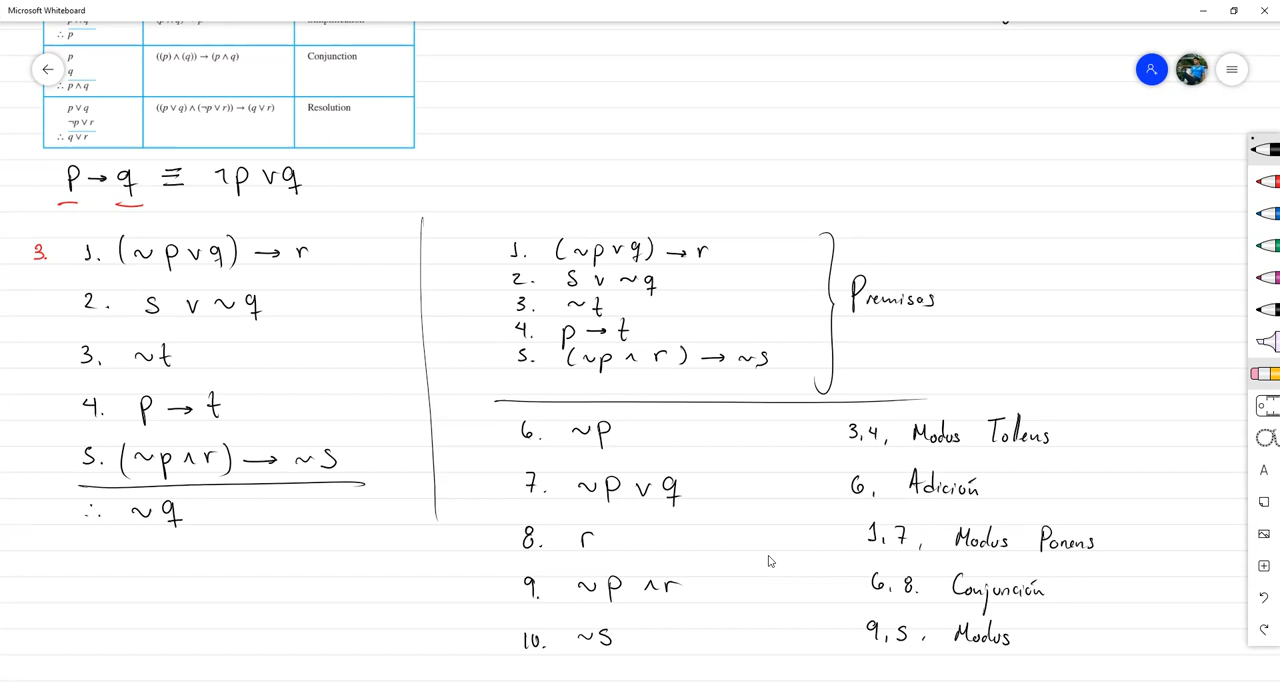 Microsoft Whiteboard
∴ p
p ((p) ∧ (q)) → (p ∧ q) Conjunction
q
∴ p ∧ q
p ∨ q ((p ∨ q) ∧ (¬p ∨ r)) → (q ∨ r) Resolution
¬p ∨ r
∴ q ∨ r
p → q ≡ ¬p ∨ q
3. 1. (~p ∨ q) → r
2. s ∨ ~q
3. ~t
4. p → t
5. (~p ∧ r) → ~s
∴ ~q
1. (~p ∨ q) → r
2. s ∨ ~q
3. ~t
4. p → t
5. (~p ∧ r) → ~s
Premisas
6. ~p 3,4, Modus Tollens
7. ~p ∨ q 6, Adición
8. r 1,7, Modus Ponens
9. ~p ∧ r 6,8. Conjunción
10. ~s 9,5, Modus
A